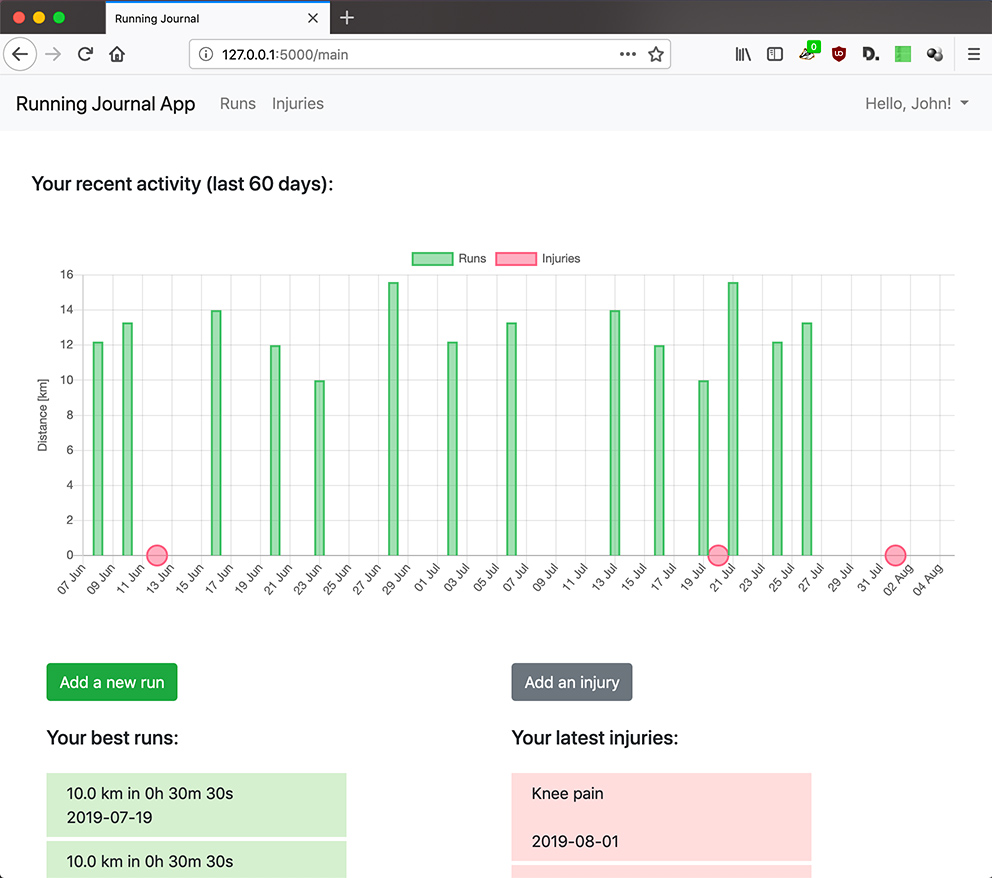 Running Journal
127.0.0.1:5000/main
0
UD
D.
Running Journal App Runs Injuries Hello, John!
Your recent activity (last 60 days):
Runs Injuries
Distance [km]
16
14
12
10
8
6
4
2
0
07 Jun 09 Jun 11 Jun 13 Jun 15 Jun 17 Jun 19 Jun 21 Jun 23 Jun 25 Jun 27 Jun 29 Jun 01 Jul 03 Jul 05 Jul 07 Jul 09 Jul 11 Jul 13 Jul 15 Jul 17 Jul 19 Jul 21 Jul 23 Jul 25 Jul 27 Jul 29 Jul 31 Jul 02 Aug 04 Aug
Add a new run
Your best runs:
10.0 km in 0h 30m 30s
2019-07-19
10.0 km in 0h 30m 30s
Add an injury
Your latest injuries:
Knee pain
2019-08-01